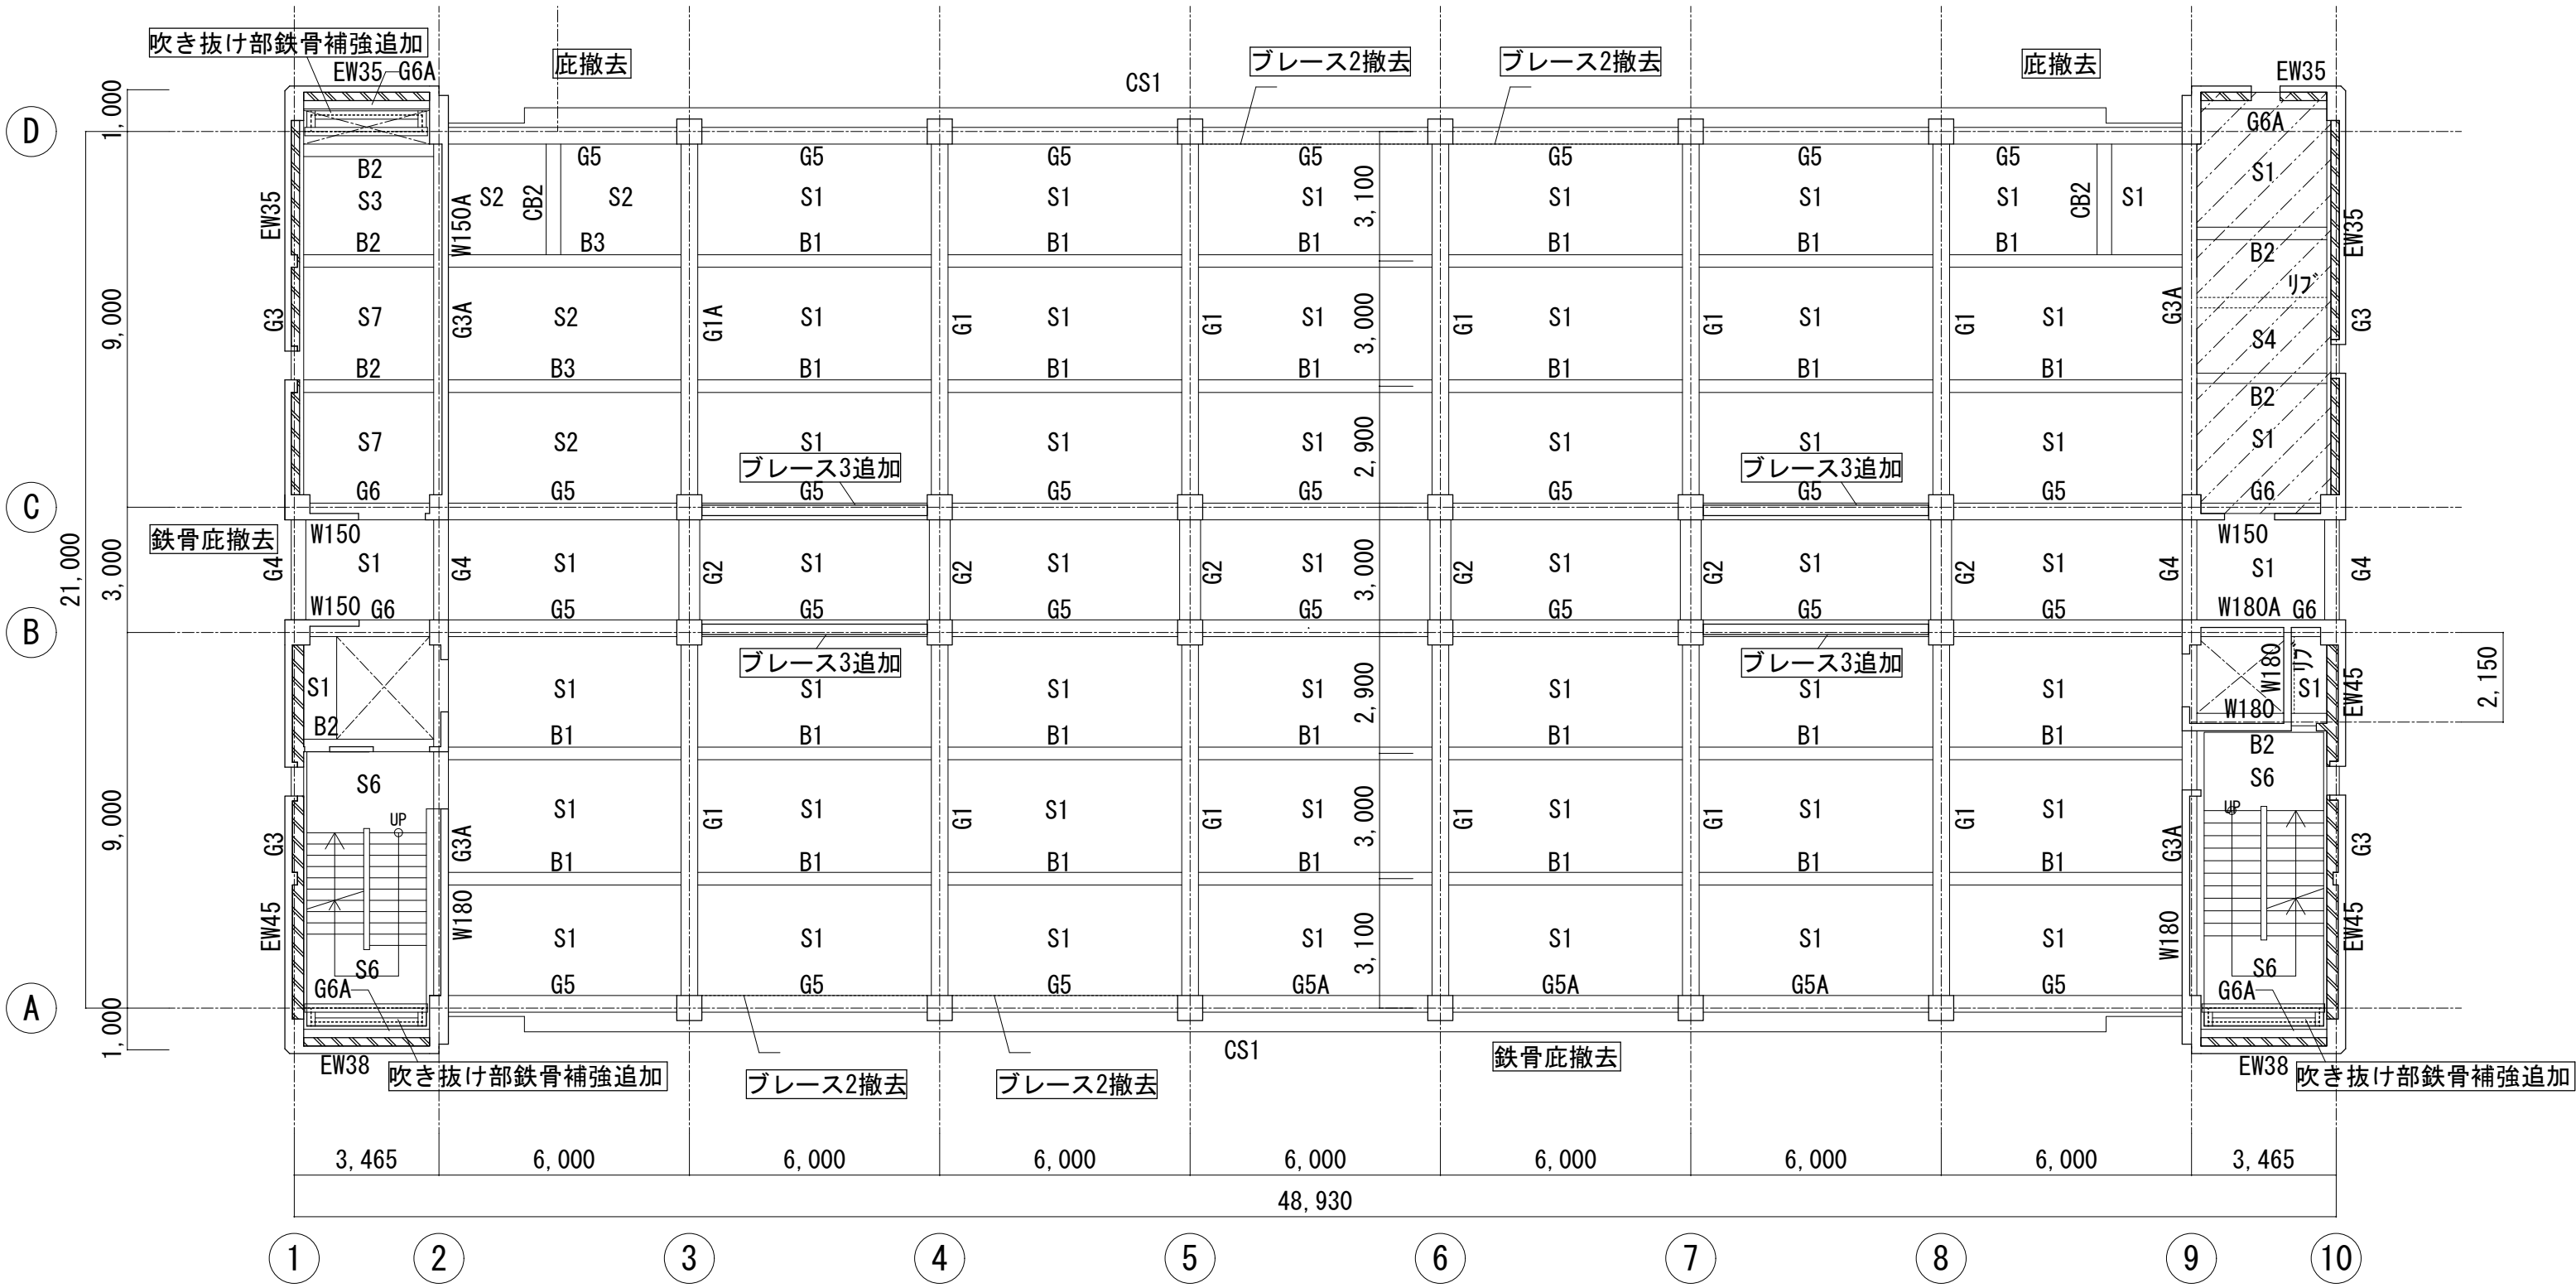 吹き抜け部鉄骨補強追加
EW35 G6A
庇撤去
CS1
ブレース2撤去
ブレース2撤去
庇撤去
EW35
1,000
D
B2
S3
B2
EW35
W150A
S2
CB2
G5
S2
B3
G5
S1
B1
G5
S1
B1
G5
S1
B1
3,100
G5
S1
B1
G5
S1
B1
G5
S1
B1
CB2
S1
G6A
S1
B2
リブ
EW35
9,000
G3
S7
B2
G3A
S2
B3
G1A
S1
B1
G1
S1
B1
G1
S1
B1
3,000
G1
S1
B1
G1
S1
B1
G1
S1
B1
G3A
S4
B2
G3
S7
G6
S2
G5
S1
ブレース3追加
G5
S1
G5
S1
G5
2,900
S1
G5
S1
ブレース3追加
G5
S1
G5
S1
G6
C
鉄骨庇撤去
21,000
3,000
G4
W150
S1
W150 G6
G4
S1
G5
G2
S1
G5
G2
S1
G5
G2
S1
G5
3,000
G2
S1
G5
G2
S1
G5
G2
S1
G5
G4
W150
S1
W180A G6
G4
B
ブレース3追加
ブレース3追加
S1
B2
S1
B1
S1
B1
S1
B1
S1
B1
2,900
S1
B1
S1
B1
S1
B1
W180
W180
リブ
S1
EW45
2,150
9,000
G3
S6
UP
G3A
S1
B1
G1
S1
B1
G1
S1
B1
G1
S1
B1
3,000
G1
S1
B1
G1
S1
B1
G1
S1
B1
G3A
B2
S6
UP
G3
EW45
S6
G6A
W180
S1
G5
S1
G5
S1
G5
S1
G5A
3,100
S1
G5A
S1
G5A
S1
G5
W180
S6
G6A
EW45
A
1,000
EW38
吹き抜け部鉄骨補強追加
ブレース2撤去
ブレース2撤去
CS1
鉄骨庇撤去
EW38
吹き抜け部鉄骨補強追加
3,465
6,000
6,000
6,000
6,000
6,000
6,000
6,000
3,465
48,930
1
2
3
4
5
6
7
8
9
10